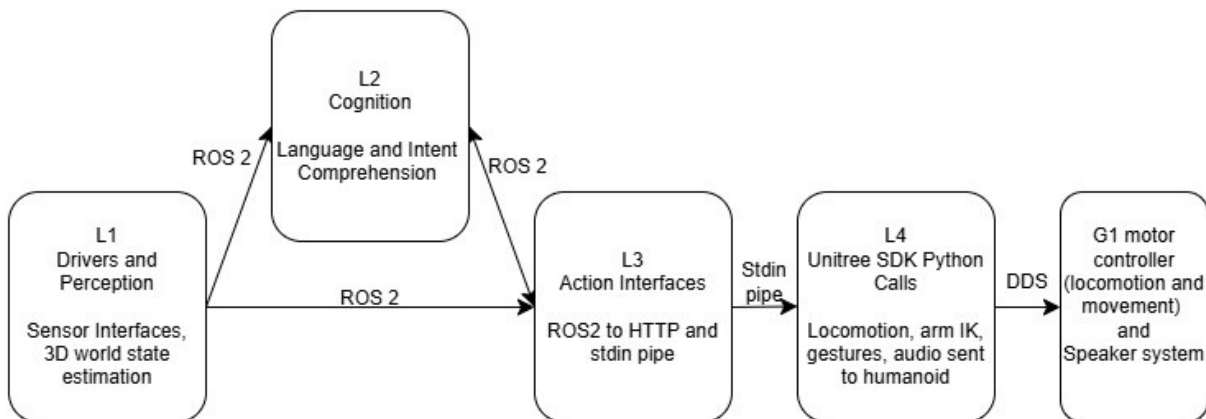 L2
Cognition
Language and Intent
Comprehension
ROS 2
ROS 2
L1
Drivers and
Perception
Sensor Interfaces,
3D world state
estimation
ROS 2
L3
Action Interfaces
ROS2 to HTTP and
stdin pipe
Stdin
pipe
L4
Unitree SDK Python
Calls
Locomotion, arm IK,
gestures, audio sent
to humanoid
DDS
G1 motor
controller
(locomotion and
movement)
and
Speaker system